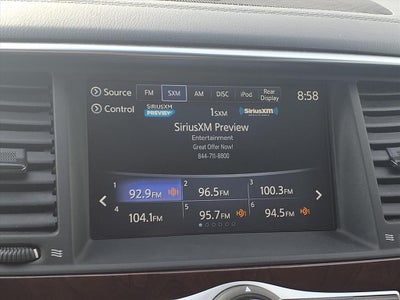 Source FM SXM AM DISC iPod Rear Display 8:58
Control SIRIUSXM PREVIEW 1SXM SiriusXM
SiriusXM Preview
Entertainment
Great Offer Now!
844-711-8800
1 92.9FM 2 96.5FM 3 100.3FM
4 104.1FM 5 95.7FM 6 94.5FM